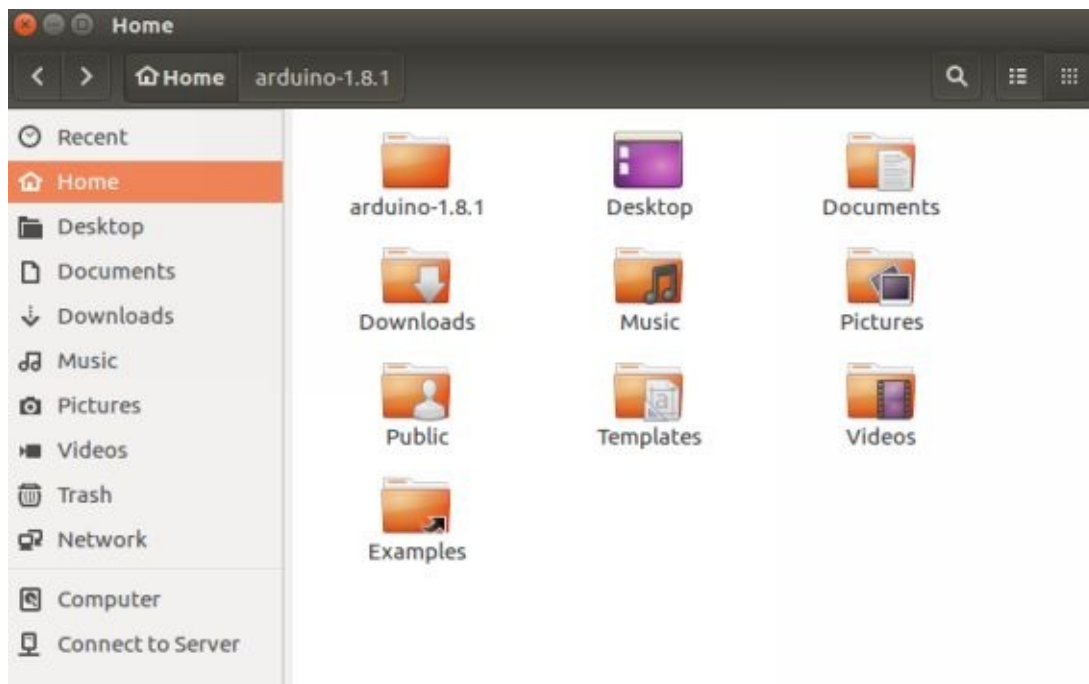 Home
Home arduino-1.8.1
Recent
Home
Desktop
Documents
Downloads
Music
Pictures
Videos
Trash
Network
Computer
Connect to Server
arduino-1.8.1 Desktop Documents
Downloads Music Pictures
Public Templates Videos
Examples